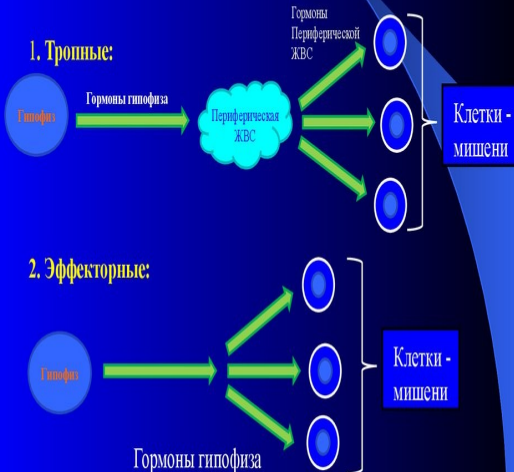 1. Тропные:
Гипофиз
Гормоны гипофиза
Периферическая
ЖВС
Гормоны
Периферической
ЖВС
Клетки -
мишени
2. Эффекторные:
Гипофиз
Гормоны гипофиза
Клетки -
мишени